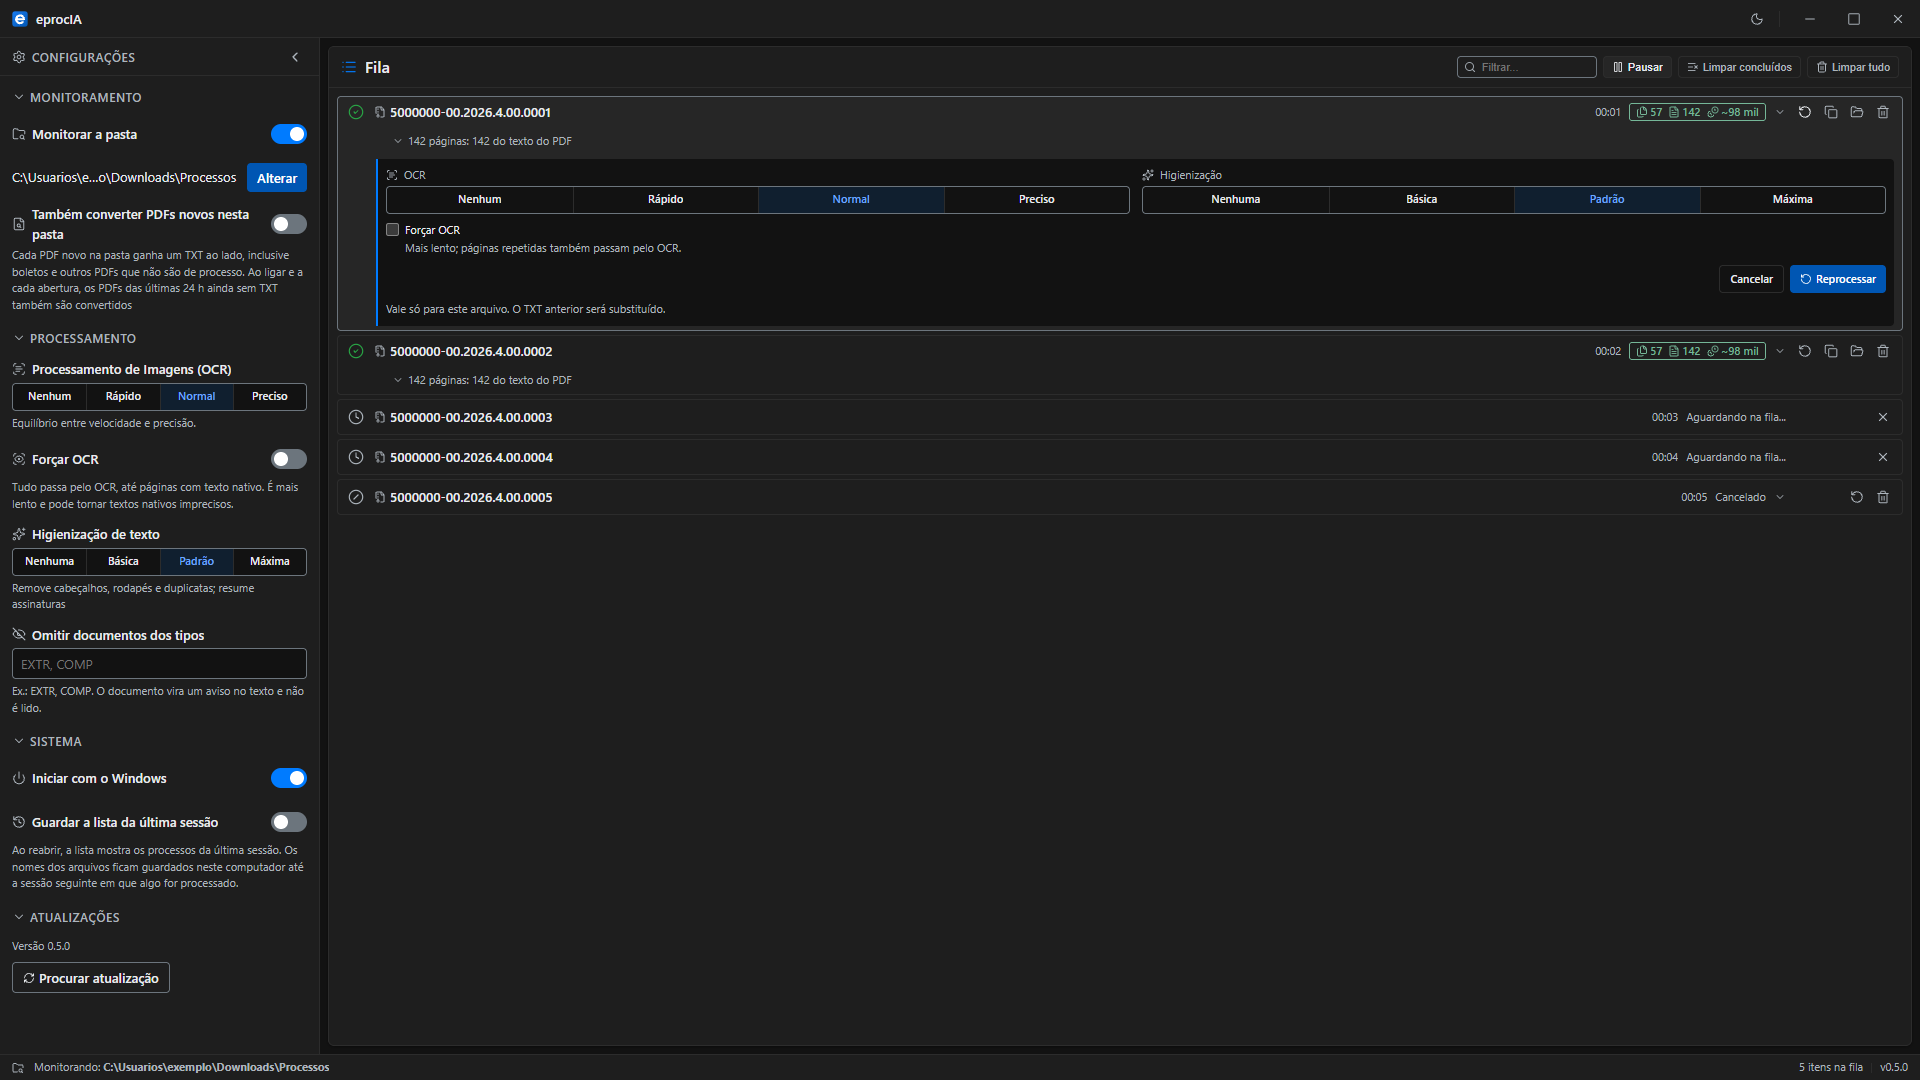 eprocIA
CONFIGURAÇÕES
MONITORAMENTO
Monitorar a pasta
C:\Usuarios\e...o\Downloads\Processos
Alterar
Também converter PDFs novos nesta
pasta
Cada PDF novo na pasta ganha um TXT ao lado, inclusive
boletos e outros PDFs que não são de processo. Ao ligar e a
cada abertura, os PDFs das últimas 24 h ainda sem TXT
também são convertidos
PROCESSAMENTO
Processamento de Imagens (OCR)
Nenhum Rápido Normal Preciso
Equilíbrio entre velocidade e precisão.
Forçar OCR
Tudo passa pelo OCR, até páginas com texto nativo. É mais
lento e pode tornar textos nativos imprecisos.
Higienização de texto
Nenhuma Básica Padrão Máxima
Remove cabeçalhos, rodapés e duplicatas; resume
assinaturas
Omitir documentos dos tipos
EXTR, COMP
Ex.: EXTR, COMP. O documento vira um aviso no texto e não
é lido.
SISTEMA
Iniciar com o Windows
Guardar a lista da última sessão
Ao reabrir, a lista mostra os processos da última sessão. Os
nomes dos arquivos ficam guardados neste computador até
a sessão seguinte em que algo for processado.
ATUALIZAÇÕES
Versão 0.5.0
Procurar atualização
Fila
Filtrar...
Pausar
Limpar concluídos
Limpar tudo
5000000-00.2026.4.00.0001
00:01 57 142 ~98 mil
142 páginas: 142 do texto do PDF
OCR
Nenhum Rápido Normal Preciso
Higienização
Nenhuma Básica Padrão Máxima
Forçar OCR
Mais lento; páginas repetidas também passam pelo OCR.
Cancelar
Reprocessar
Vale só para este arquivo. O TXT anterior será substituído.
5000000-00.2026.4.00.0002
00:02 57 142 ~98 mil
142 páginas: 142 do texto do PDF
5000000-00.2026.4.00.0003
00:03 Aguardando na fila...
5000000-00.2026.4.00.0004
00:04 Aguardando na fila...
5000000-00.2026.4.00.0005
00:05 Cancelado
Monitorando: C:\Usuarios\exemplo\Downloads\Processos
5 itens na fila
v0.5.0